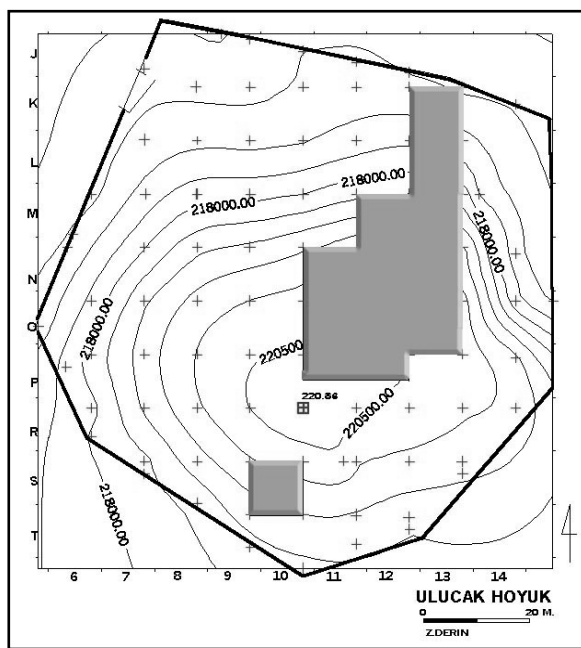 J
K
L
M
N
O
P
R
S
T
218000.00
218000.00
218000.00
218000.00
218000.00
220500
220.86
220500.00
6 7 8 9 10 11 12 13 14
ULUCAK HOYUK
0 20 M.
Z.DERIN